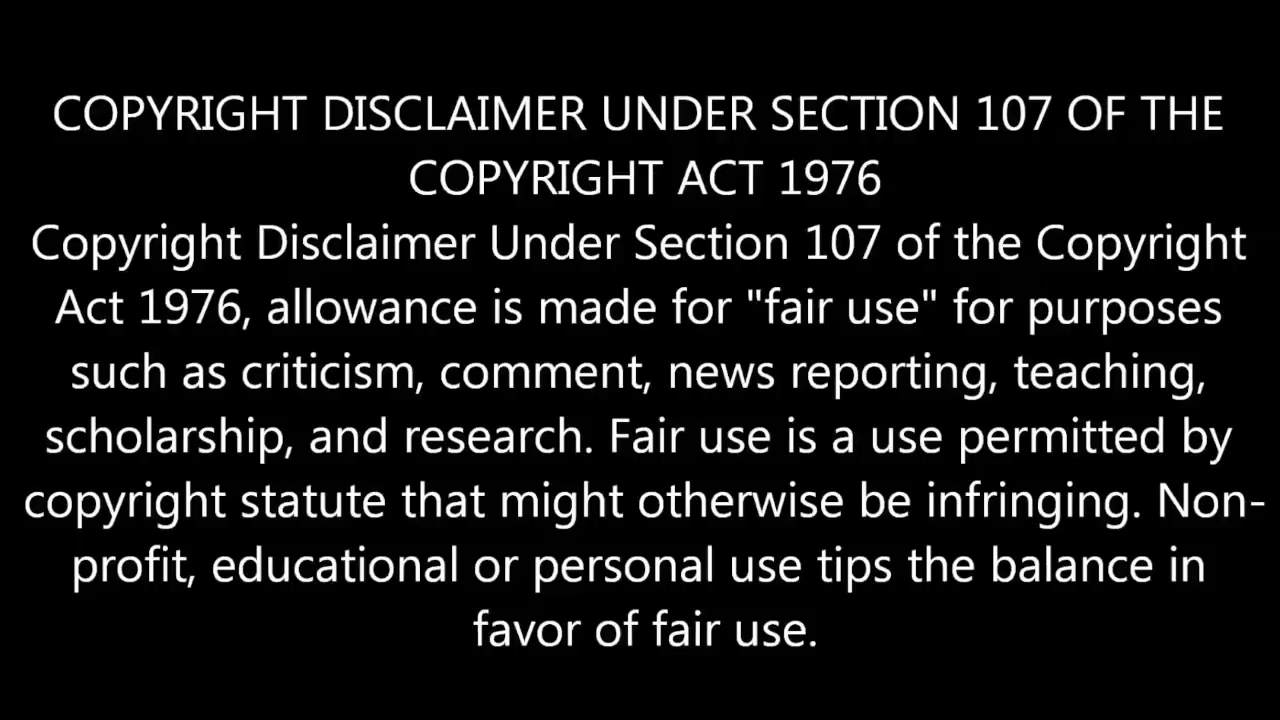 COPYRIGHT DISCLAIMER UNDER SECTION 107 OF THE
COPYRIGHT ACT 1976
Copyright Disclaimer Under Section 107 of the Copyright
Act 1976, allowance is made for "fair use" for purposes
such as criticism, comment, news reporting, teaching,
scholarship, and research. Fair use is a use permitted by
copyright statute that might otherwise be infringing. Non-
profit, educational or personal use tips the balance in
favor of fair use.